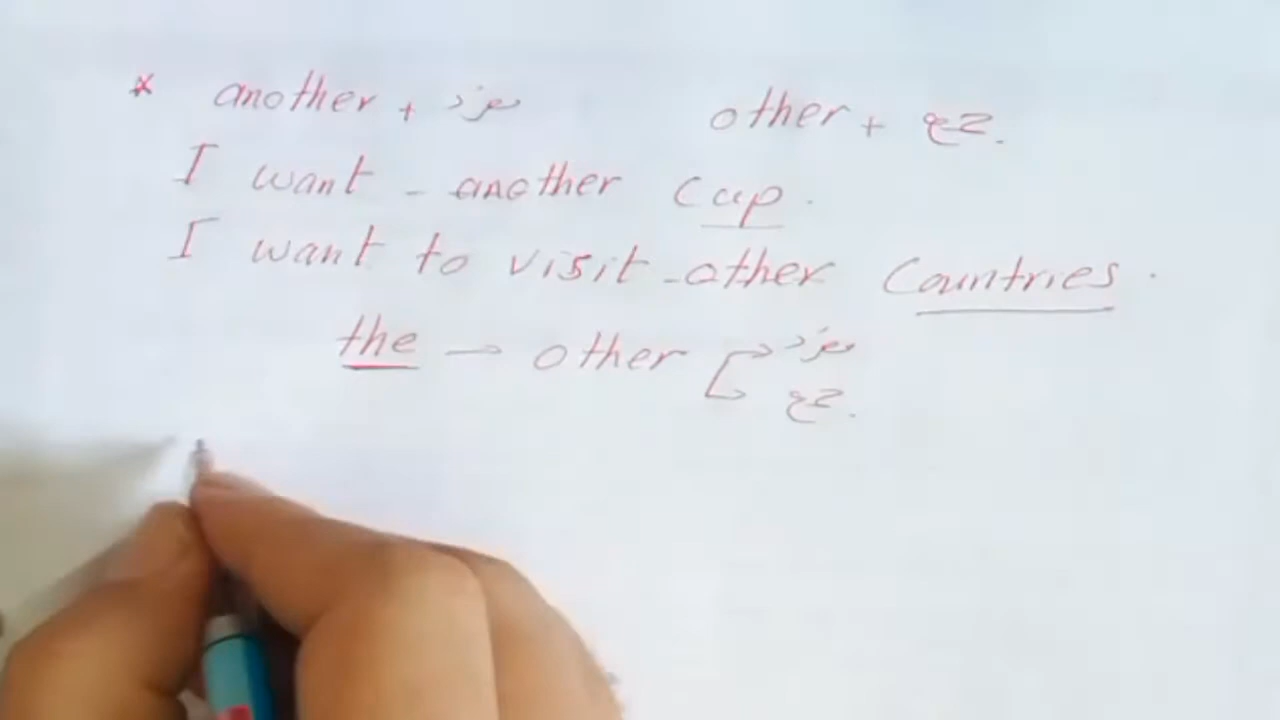 * another + مفرد other + جمع.
I want another Cup.
I want to visit other Countries.
the → other مفرد
جمع.